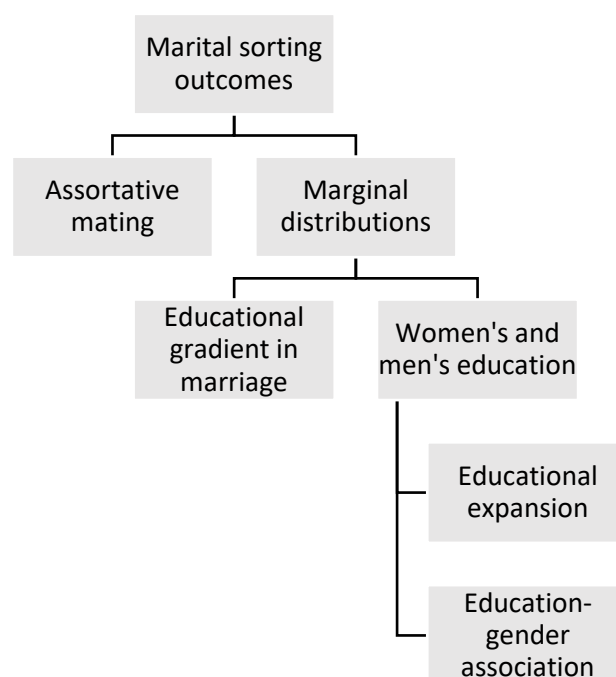 Marital sorting
outcomes
Assortative
mating
Marginal
distributions
Educational
gradient in
marriage
Women's and
men's education
Educational
expansion
Education-
gender
association